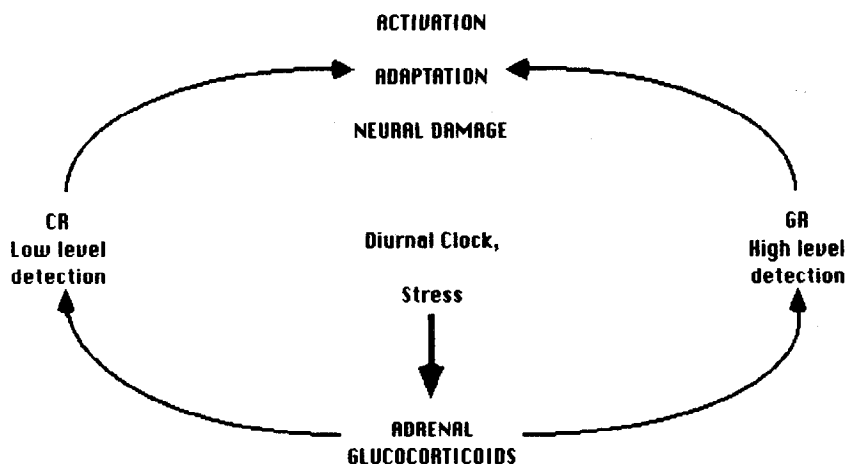 ACTIVATION
ADAPTATION
NEURAL DAMAGE
CR
Low level
detection
Diurnal Clock,
Stress
GR
High level
detection
ADRENAL
GLUCOCORTICOIDS